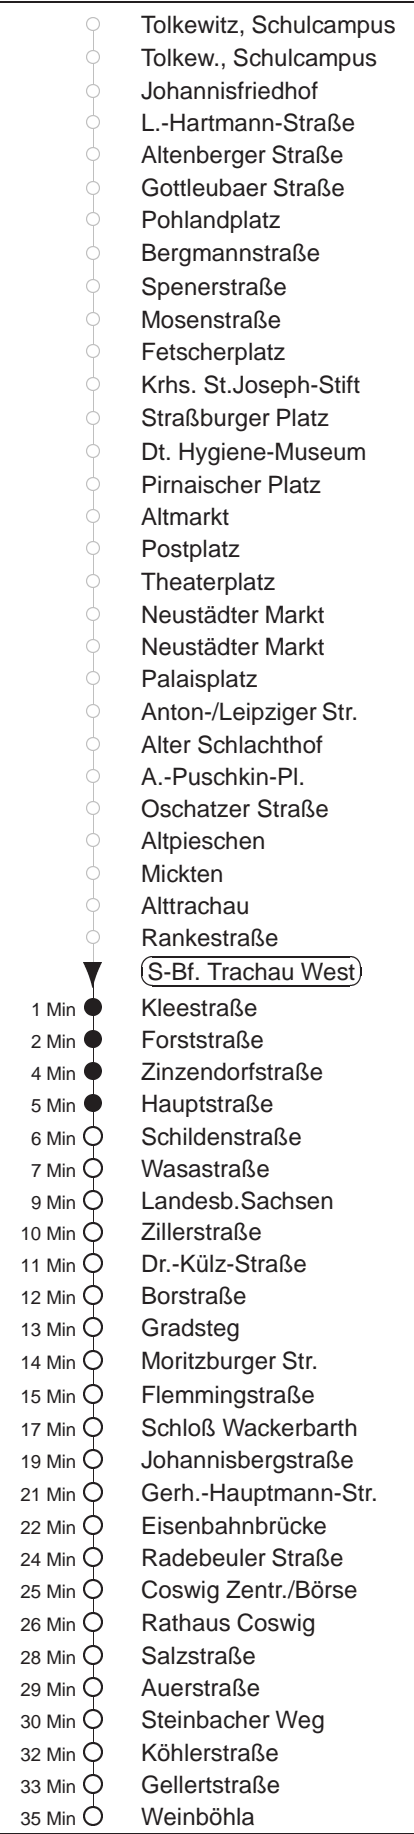 Tolkewitz, Schulcampus
Tolkew., Schulcampus
Johannisfriedhof
L.-Hartmann-Straße
Altenberger Straße
Gottleubaer Straße
Pohlandplatz
Bergmannstraße
Spenerstraße
Mosenstraße
Fetscherplatz
Krhs. St.Joseph-Stift
Straßburger Platz
Dt. Hygiene-Museum
Pirnaischer Platz
Altmarkt
Postplatz
Theaterplatz
Neustädter Markt
Neustädter Markt
Palaisplatz
Anton-/Leipziger Str.
Alter Schlachthof
A.-Puschkin-Pl.
Oschatzer Straße
Altpieschen
Mickten
Alttrachau
Rankestraße
S-Bf. Trachau West
1 Min Kleestraße
2 Min Forststraße
4 Min Zinzendorfstraße
5 Min Hauptstraße
6 Min Schildenstraße
7 Min Wasastraße
9 Min Landesb.Sachsen
10 Min Zillerstraße
11 Min Dr.-Külz-Straße
12 Min Borstraße
13 Min Gradsteg
14 Min Moritzburger Str.
15 Min Flemmingstraße
17 Min Schloß Wackerbarth
19 Min Johannisbergstraße
21 Min Gerh.-Hauptmann-Str.
22 Min Eisenbahnbrücke
24 Min Radebeuler Straße
25 Min Coswig Zentr./Börse
26 Min Rathaus Coswig
28 Min Salzstraße
29 Min Auerstraße
30 Min Steinbacher Weg
32 Min Köhlerstraße
33 Min Gellertstraße
35 Min Weinböhla